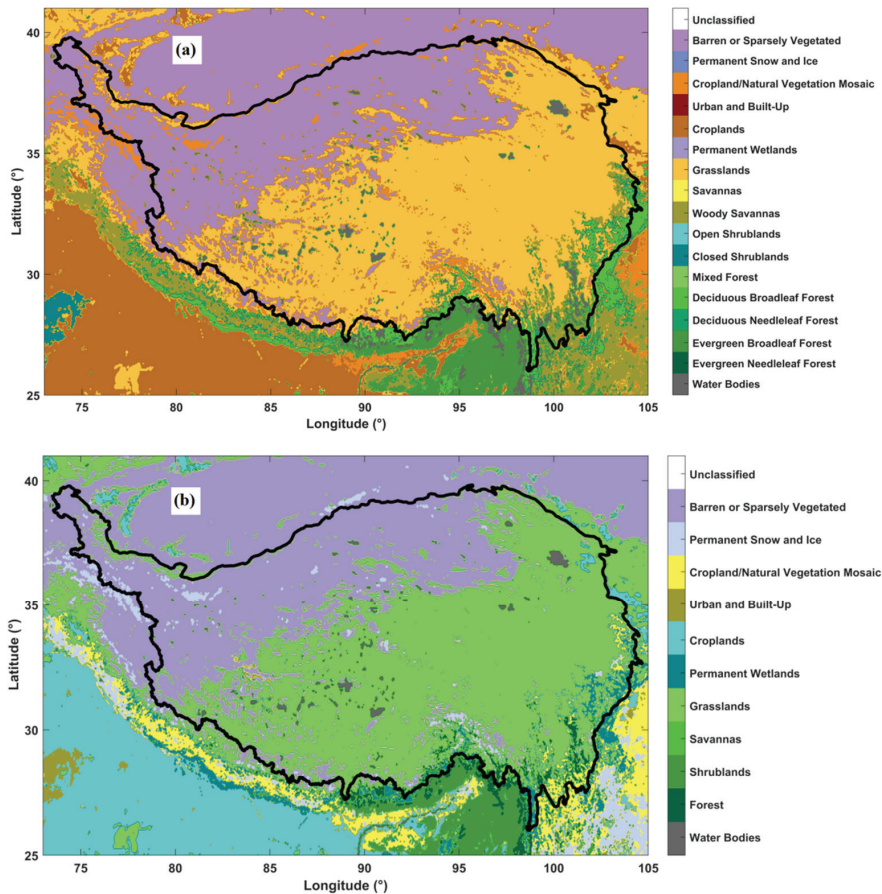 (a)
40
35
30
25
Latitude (°)
75 80 85 90 95 100 105
Longitude (°)
Unclassified
Barren or Sparsely Vegetated
Permanent Snow and Ice
Cropland/Natural Vegetation Mosaic
Urban and Built-Up
Croplands
Permanent Wetlands
Grasslands
Savannas
Woody Savannas
Open Shrublands
Closed Shrublands
Mixed Forest
Deciduous Broadleaf Forest
Deciduous Needleleaf Forest
Evergreen Broadleaf Forest
Evergreen Needleleaf Forest
Water Bodies
(b)
40
35
30
25
Latitude (°)
75 80 85 90 95 100 105
Longitude (°)
Unclassified
Barren or Sparsely Vegetated
Permanent Snow and Ice
Cropland/Natural Vegetation Mosaic
Urban and Built-Up
Croplands
Permanent Wetlands
Grasslands
Savannas
Shrublands
Forest
Water Bodies